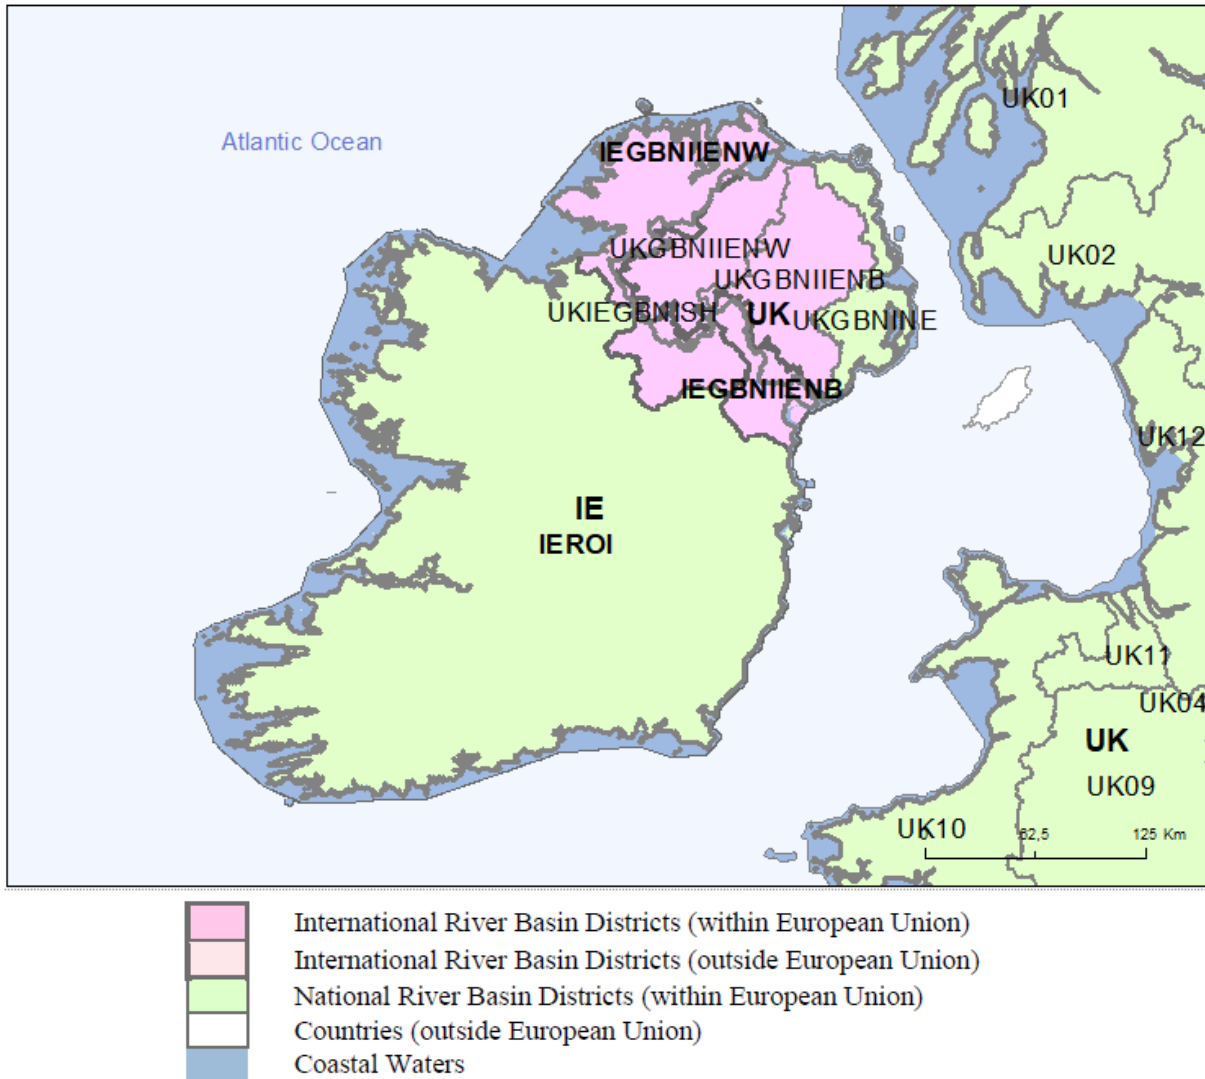 UK01
Atlantic Ocean
IEGBNIIENW
UKGBNIIENW
UK02
UKGBNIIENB
UKIEGBNISH
UK
UKGBNINE
IEGBNIIENB
UK12
IE
IEROI
UK11
UK04
UK
UK09
UK10
62,5
125 Km
International River Basin Districts (within European Union)
International River Basin Districts (outside European Union)
National River Basin Districts (within European Union)
Countries (outside European Union)
Coastal Waters